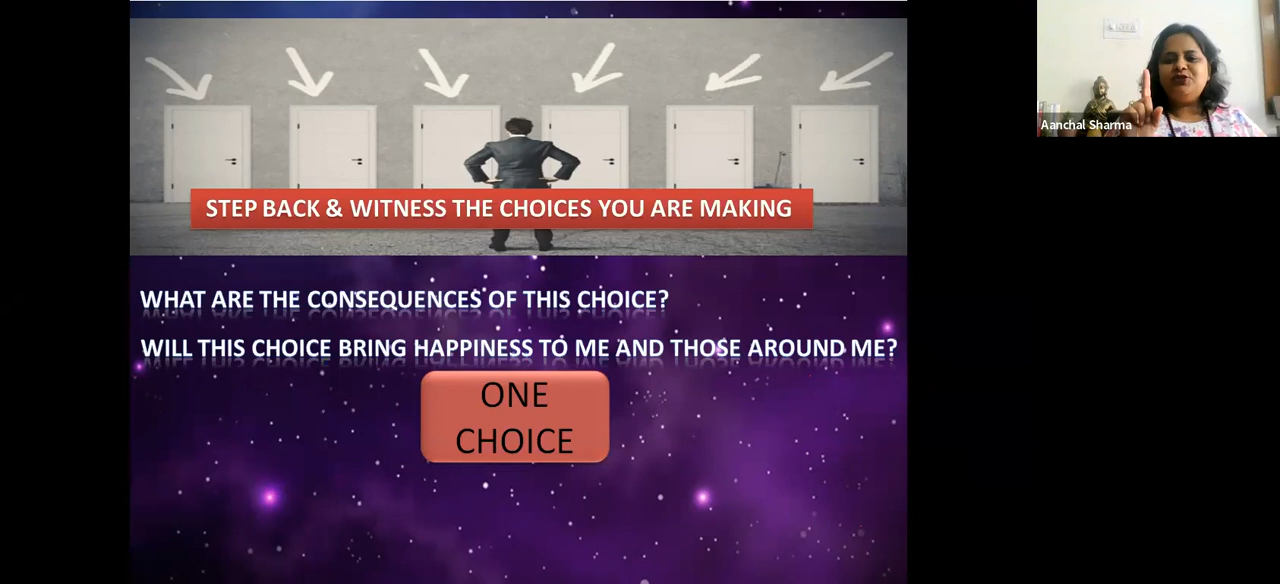 STEP BACK & WITNESS THE CHOICES YOU ARE MAKING
WHAT ARE THE CONSEQUENCES OF THIS CHOICE?
WILL THIS CHOICE BRING HAPPINESS TO ME AND THOSE AROUND ME?
ONE
CHOICE
Aanchal Sharma